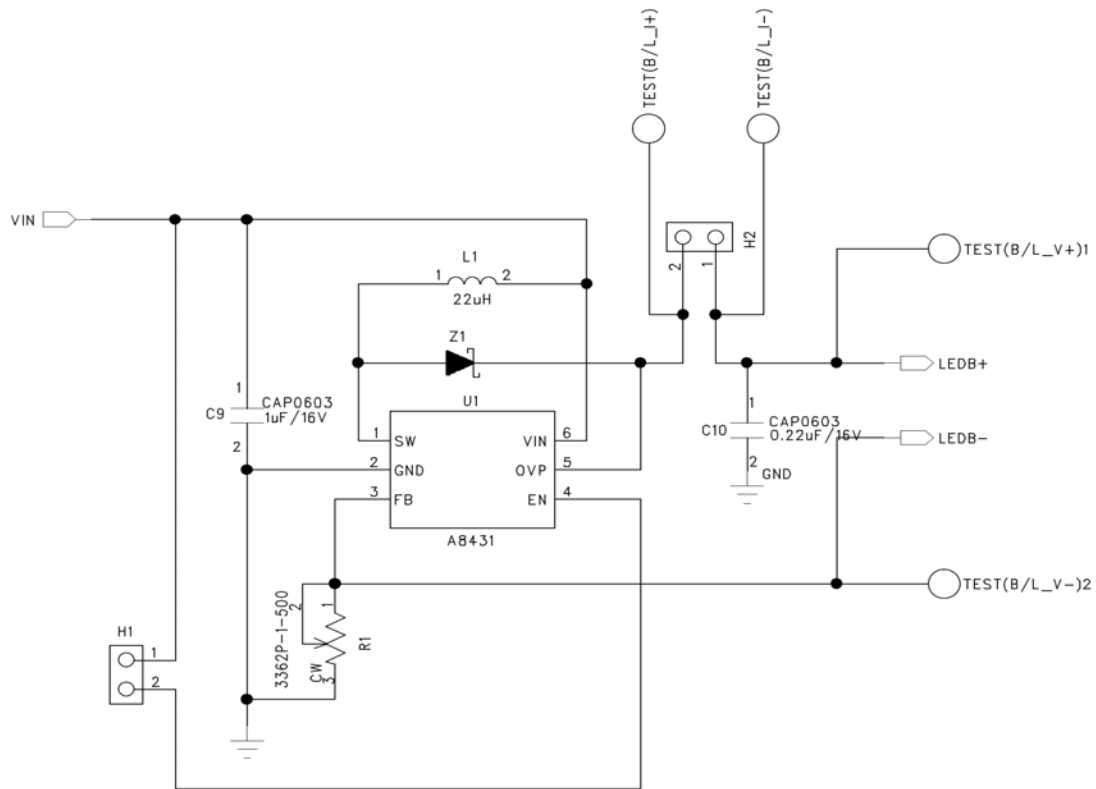 TEST(B/L_I+)
TEST(B/L_I-)
VIN
H2
2
1
TEST(B/L_V+)1
L1
1
2
22uH
Z1
LEDB+
U1
1
C9
CAP0603
1uF/16V
2
1
SW
VIN
6
2
GND
OVP
5
3
FB
EN
4
A8431
1
C10
CAP0603
0.22uF/16V
2
GND
LEDB-
TEST(B/L_V-)2
3362P-1-500
2
1
CW
3
R1
H1
1
2